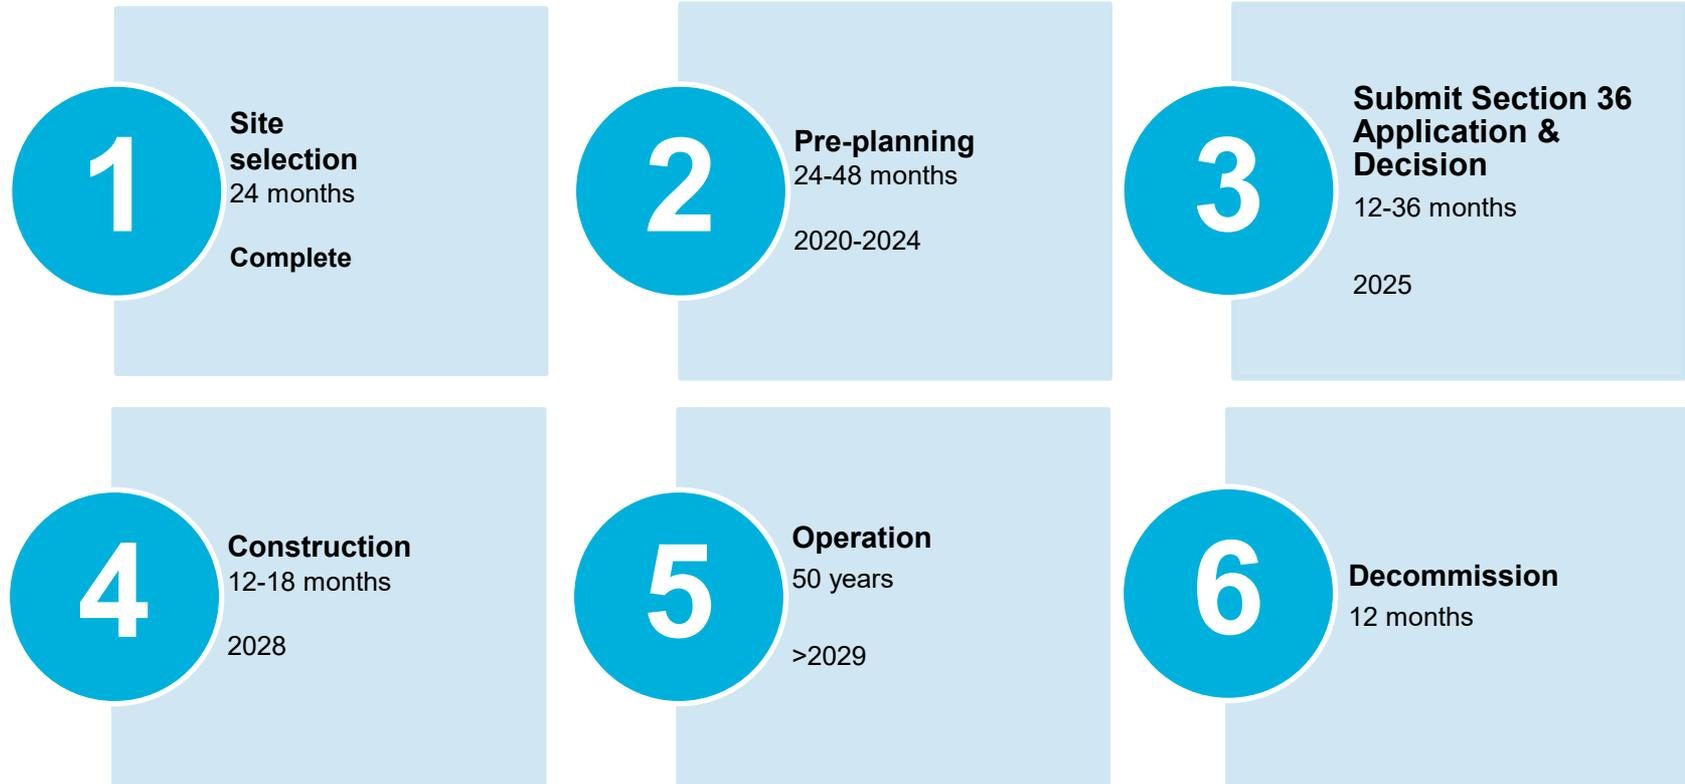 1
Site
selection
24 months
Complete
2
Pre-planning
24-48 months
2020-2024
3
Submit Section 36
Application &
Decision
12-36 months
2025
4
Construction
12-18 months
2028
5
Operation
50 years
>2029
6
Decommission
12 months